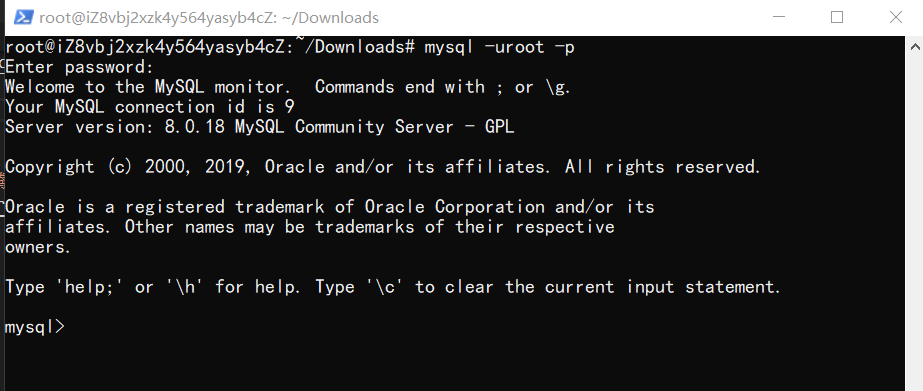 root@iZ8vbj2xzk4y564yasyb4cZ: ~/Downloads
root@iZ8vbj2xzk4y564yasyb4cZ:~/Downloads# mysql -uroot -p
Enter password:
Welcome to the MySQL monitor.  Commands end with ; or \g.
Your MySQL connection id is 9
Server version: 8.0.18 MySQL Community Server - GPL
Copyright (c) 2000, 2019, Oracle and/or its affiliates. All rights reserved.
Oracle is a registered trademark of Oracle Corporation and/or its
affiliates. Other names may be trademarks of their respective
owners.
Type 'help;' or '\h' for help. Type '\c' to clear the current input statement.
mysql>